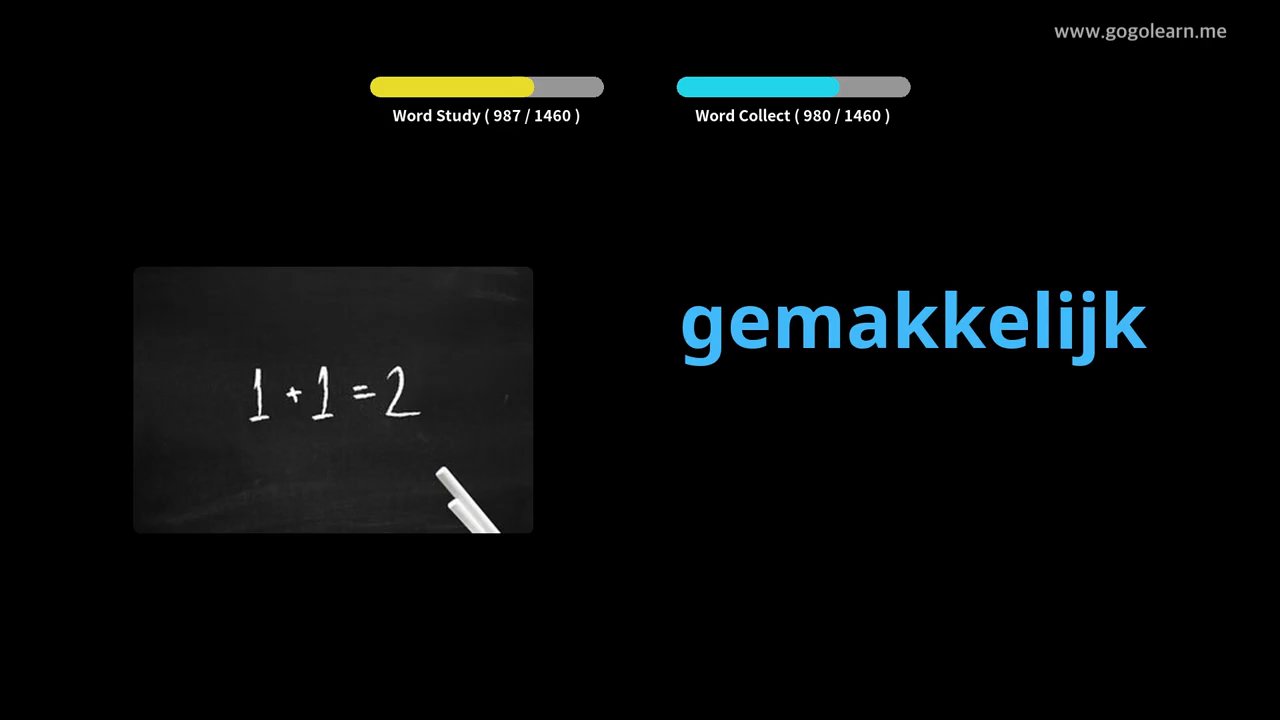 www.gogolearn.me
Word Study ( 987 / 1460 )
Word Collect ( 980 / 1460 )
gemakkelijk
1 + 1 = 2